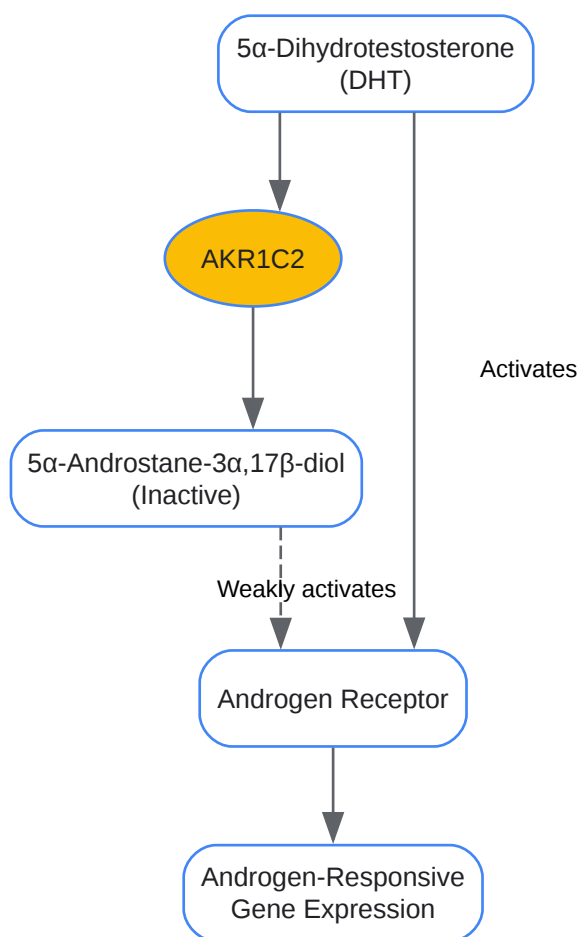 5α-Dihydrotestosterone
(DHT)
AKR1C2
Activates
5α-Androstane-3α,17β-diol
(Inactive)
Weakly activates
Androgen Receptor
Androgen-Responsive
Gene Expression